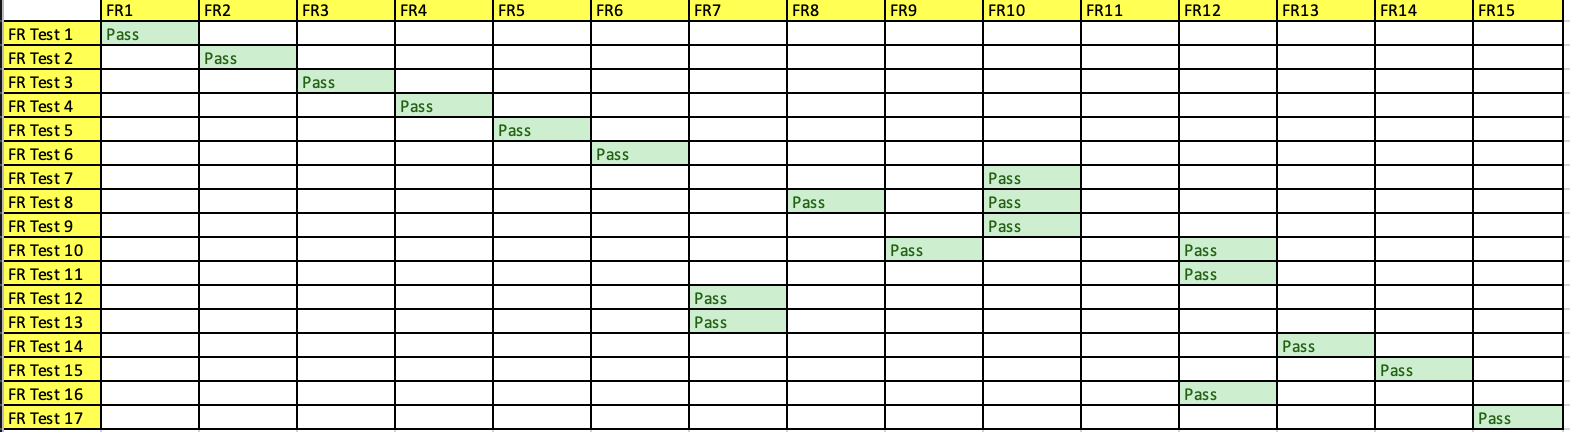 FR1 FR2 FR3 FR4 FR5 FR6 FR7 FR8 FR9 FR10 FR11 FR12 FR13 FR14 FR15
FR Test 1 Pass
FR Test 2 Pass
FR Test 3 Pass
FR Test 4 Pass
FR Test 5 Pass
FR Test 6 Pass
FR Test 7 Pass
FR Test 8 Pass Pass
FR Test 9 Pass
FR Test 10 Pass Pass
FR Test 11 Pass
FR Test 12 Pass
FR Test 13 Pass
FR Test 14 Pass
FR Test 15 Pass
FR Test 16 Pass
FR Test 17 Pass